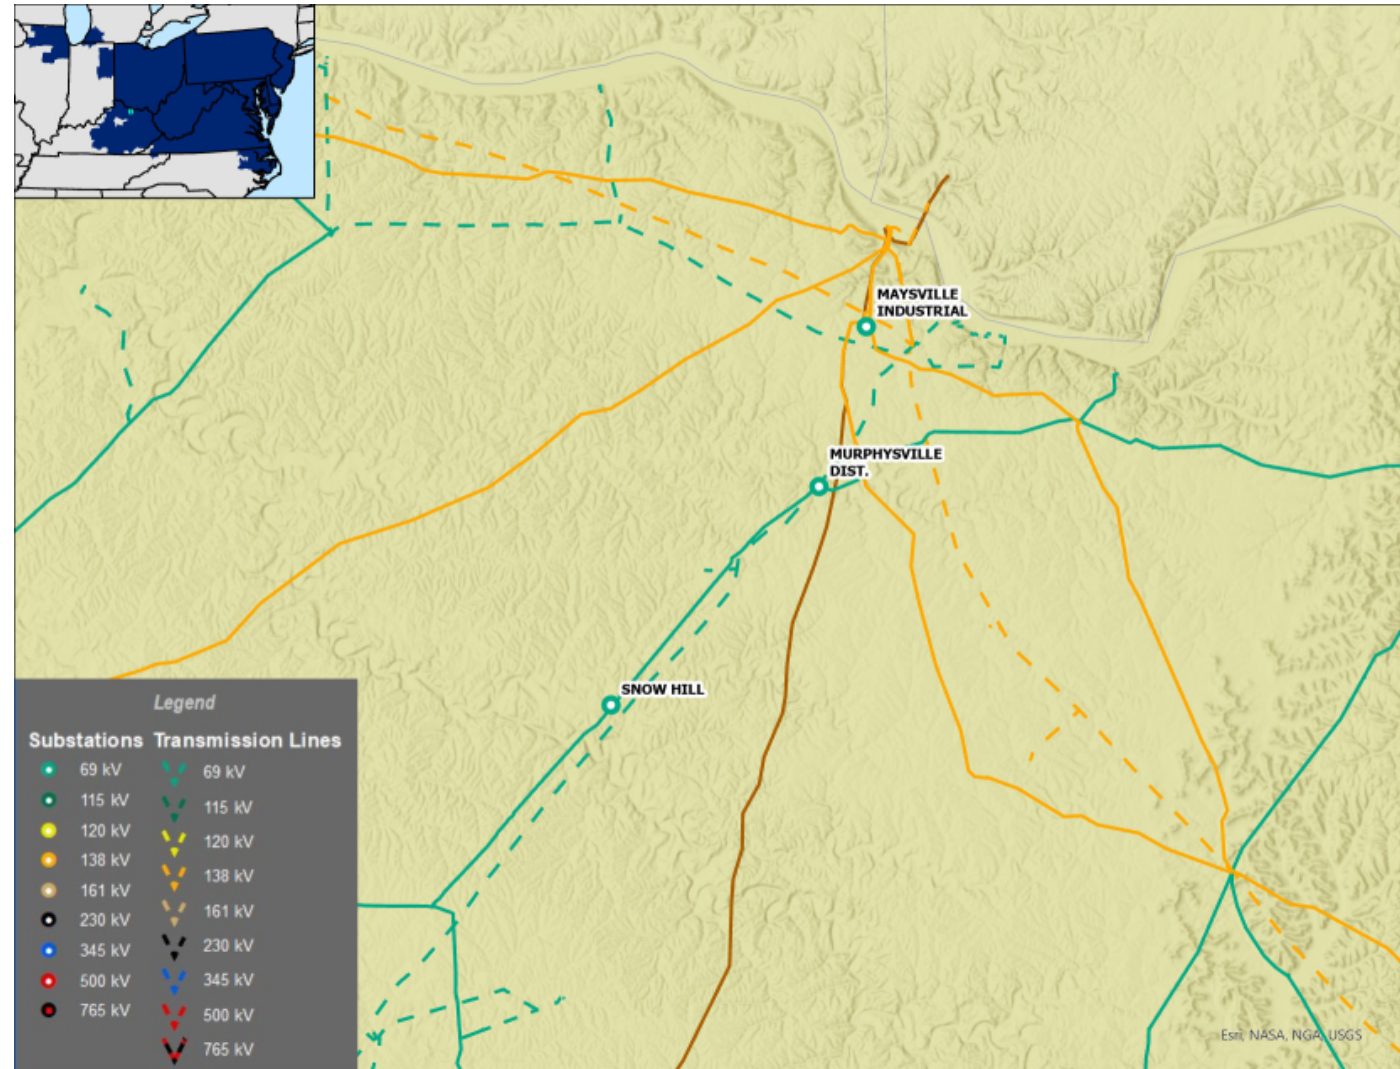 MAYSVILLE
INDUSTRIAL
MURPHYSVILLE
DIST.
SNOW HILL
Legend
Substations Transmission Lines
69 kV 69 kV
115 kV 115 kV
120 kV 120 kV
138 kV 138 kV
161 kV 161 kV
230 kV 230 kV
345 kV 345 kV
500 kV 500 kV
765 kV 765 kV
Esri, NASA, NGA, USGS